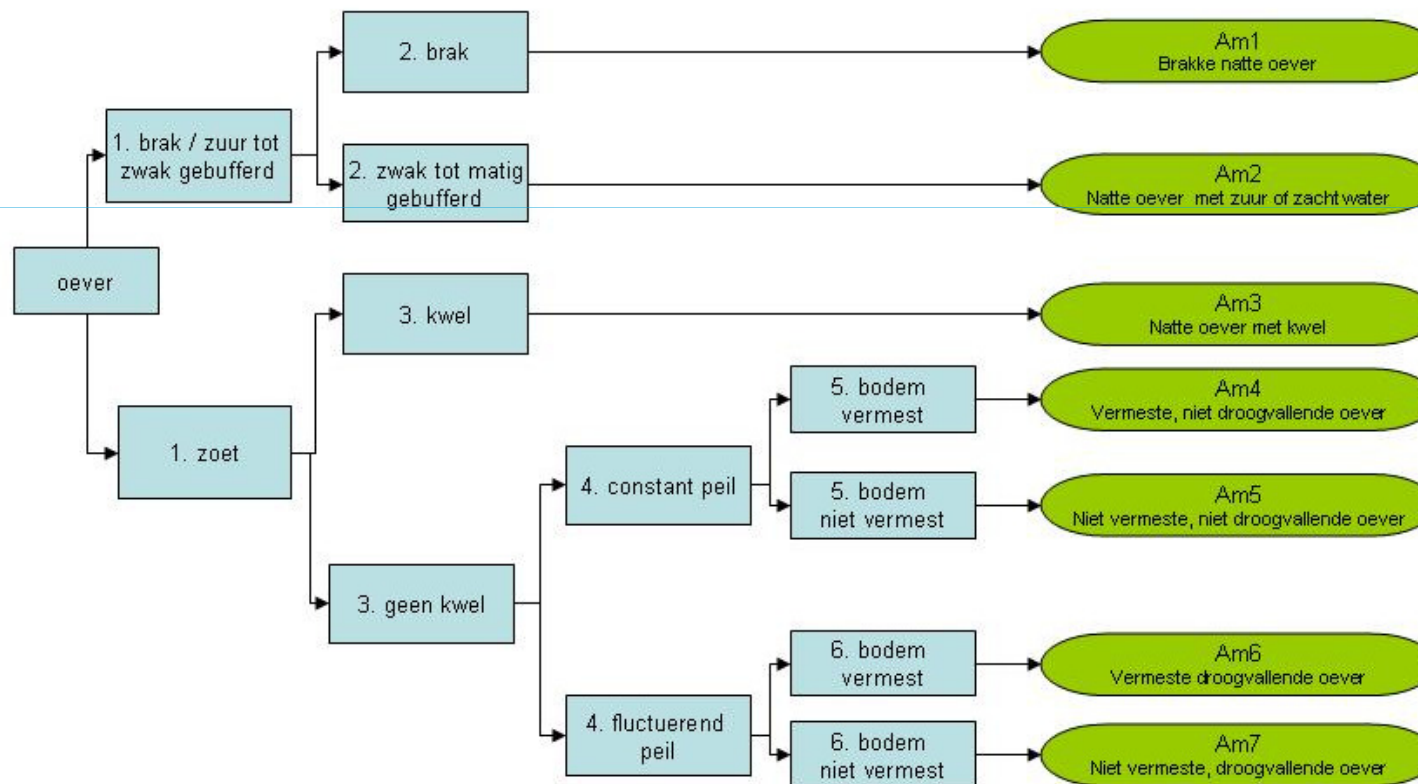 2. brak
Am1
Brakke natte oever
1. brak / zuur tot
zwak gebufferd
2. zwak tot matig
gebufferd
Am2
Natte oever met zuur of zachtwater
oever
3. kwel
Am3
Natte oever met kwel
1. zoet
3. geen kwel
4. constant peil
5. bodem
vermest
Am4
Vermeste, niet droogvallende oever
5. bodem
niet vermest
Am5
Niet vermeste, niet droogvallende oever
4. fluctuerend
peil
6. bodem
vermest
Am6
Vermeste droogvallende oever
6. bodem
niet vermest
Am7
Niet vermeste, droogvallende oever